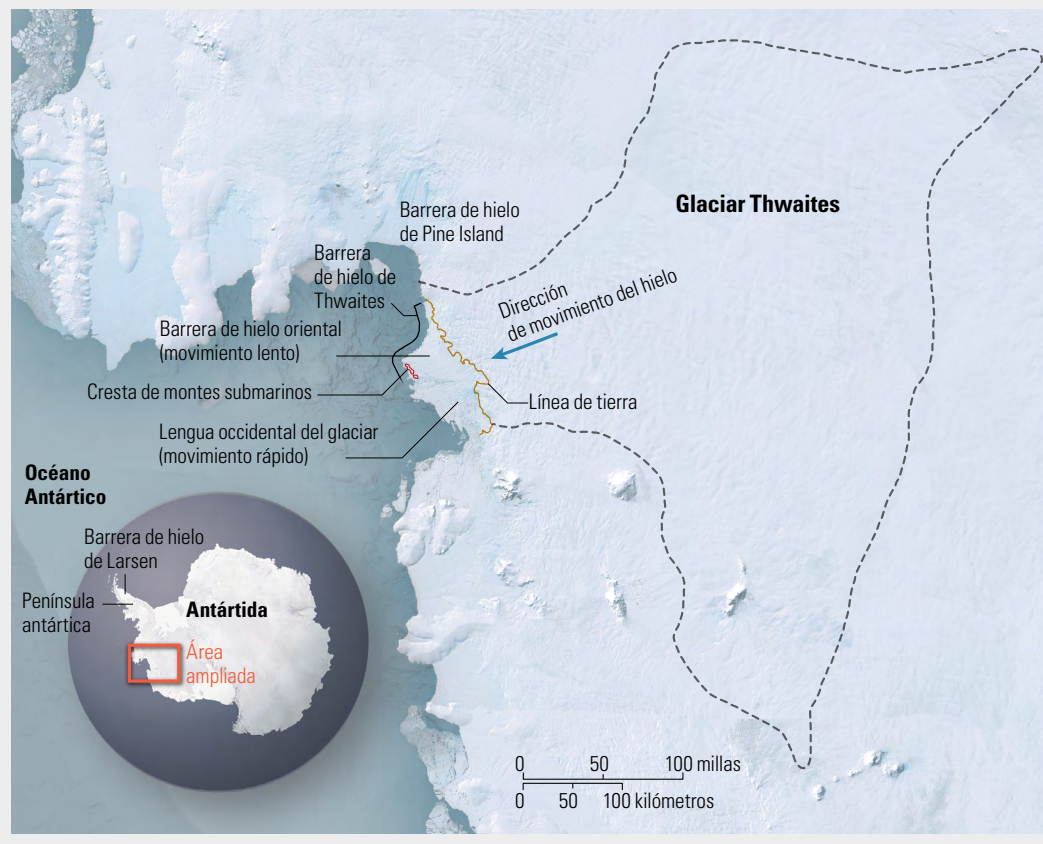 Glaciar Thwaites
Barrera de hielo
de Pine Island
Barrera
de hielo de
Thwaites
Dirección
de movimiento del hielo
Barrera de hielo oriental
(movimiento lento)
Cresta de montes submarinos
Línea de tierra
Lengua occidental del glaciar
(movimiento rápido)
Océano
Antártico
Barrera de hielo
de Larsen
Península
antártica
Antártida
Área
ampliada
0 50 100 millas
0 50 100 kilómetros